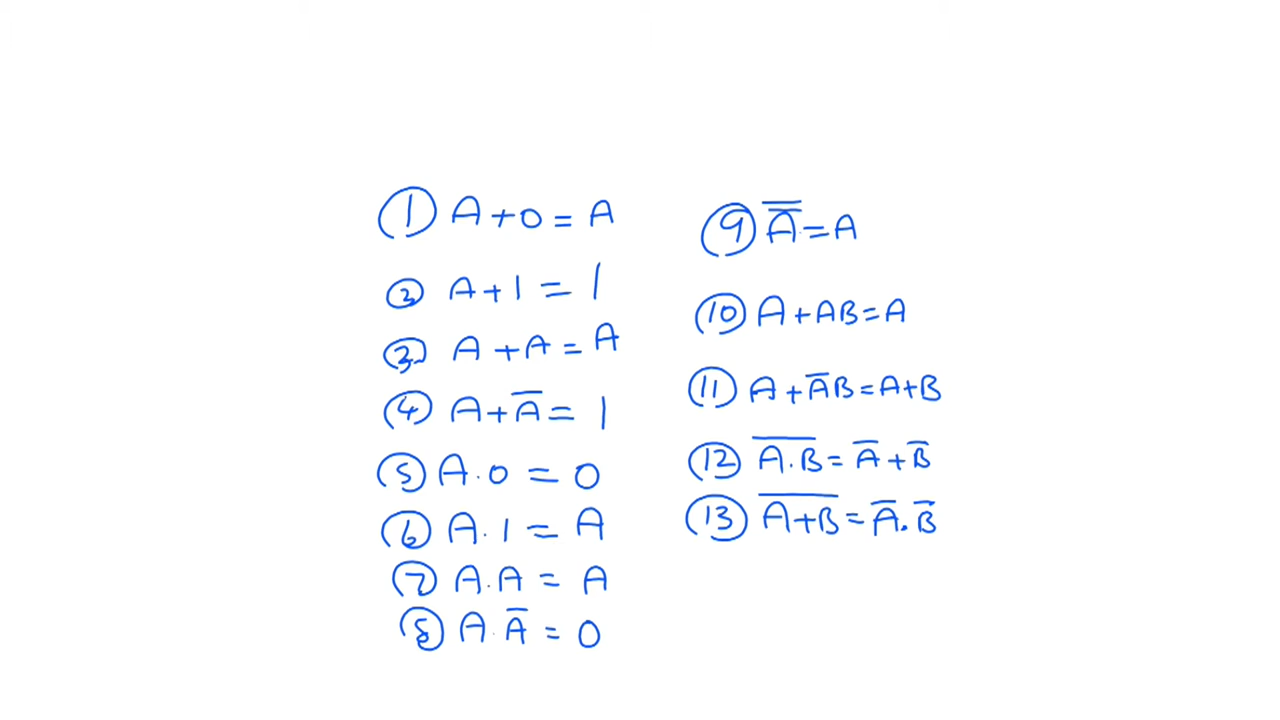 ① A + 0 = A
② A + 1 = 1
③ A + A = A
④ A + A̅ = 1
⑤ A . 0 = 0
⑥ A . 1 = A
⑦ A . A = A
⑧ A . A̅ = 0
⑨ A̿ = A
⑩ A + AB = A
⑪ A + A̅B = A + B
⑫ A̅ ̅.̅ ̅B̅ = A̅ + B̅
⑬ A̅ ̅+̅ ̅B̅ = A̅ . B̅